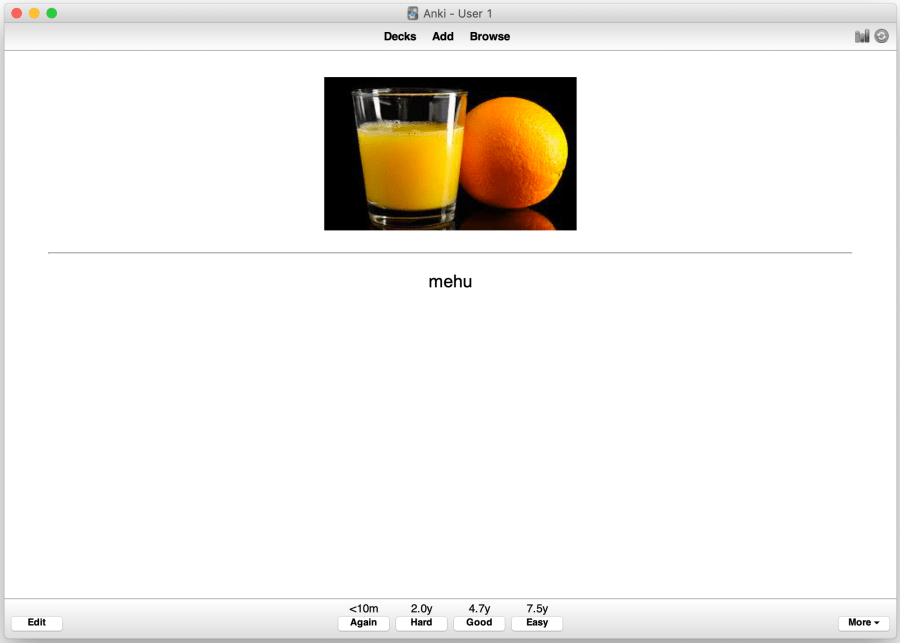 Anki - User 1
Decks Add Browse
mehu
<10m 2.0y 4.7y 7.5y
Edit Again Hard Good Easy More